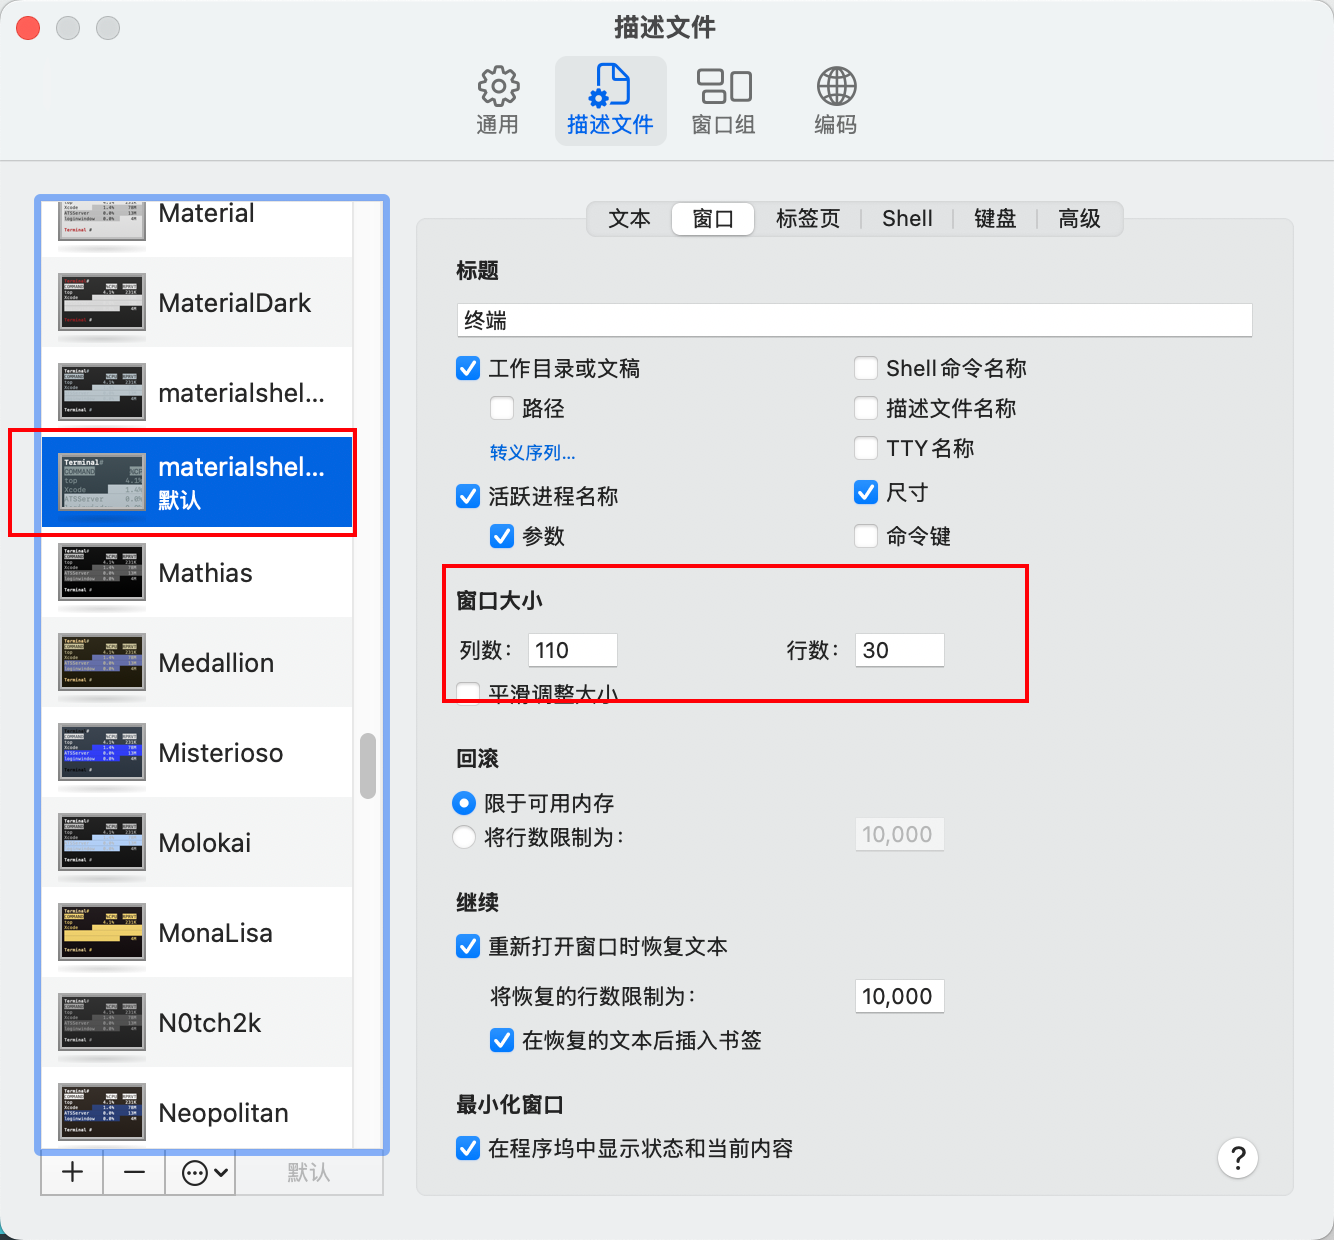 描述文件
通用
描述文件
窗口组
编码
Material
MaterialDark
materialshel...
materialshel...
默认
Mathias
Medallion
Misterioso
Molokai
MonaLisa
N0tch2k
Neopolitan
默认
文本
窗口
标签页
Shell
键盘
高级
标题
终端
工作目录或文稿
Shell 命令名称
路径
描述文件名称
转义序列...
TTY 名称
活跃进程名称
尺寸
参数
命令键
窗口大小
列数：
110
行数：
30
平滑调整大小
回滚
限于可用内存
将行数限制为：
10,000
继续
重新打开窗口时恢复文本
将恢复的行数限制为：
10,000
在恢复的文本后插入书签
最小化窗口
在程序坞中显示状态和当前内容
?